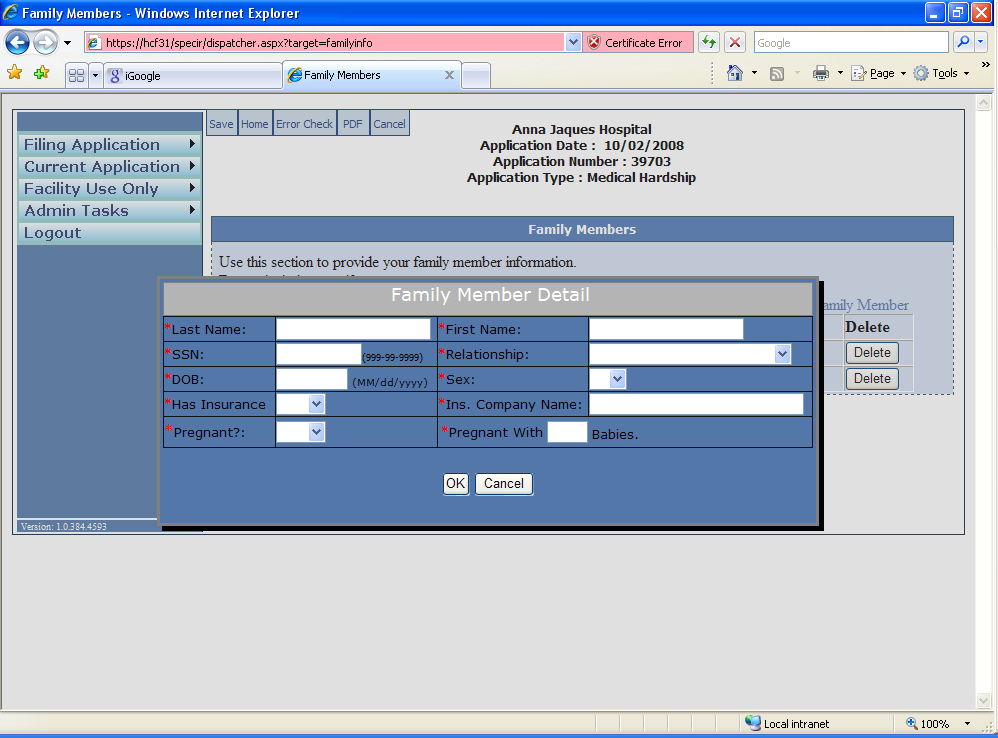 Family Members - Windows Internet Explorer
https://hcf31/specir/dispatcher.aspx?target=familyinfo
Certificate Error
Google
iGoogle
Family Members
Page
Tools
Save Home Error Check PDF Cancel
Filing Application
Current Application
Facility Use Only
Admin Tasks
Logout
Anna Jaques Hospital
Application Date : 10/02/2008
Application Number : 39703
Application Type : Medical Hardship
Family Members
Use this section to provide your family member information.
Family Member
Delete
Delete
Delete
Family Member Detail
*Last Name: *First Name:
*SSN: (999-99-9999) *Relationship:
*DOB: (MM/dd/yyyy) *Sex:
*Has Insurance *Ins. Company Name:
*Pregnant?: *Pregnant With Babies.
OK Cancel
Version: 1.0.384.4593
Local intranet
100%